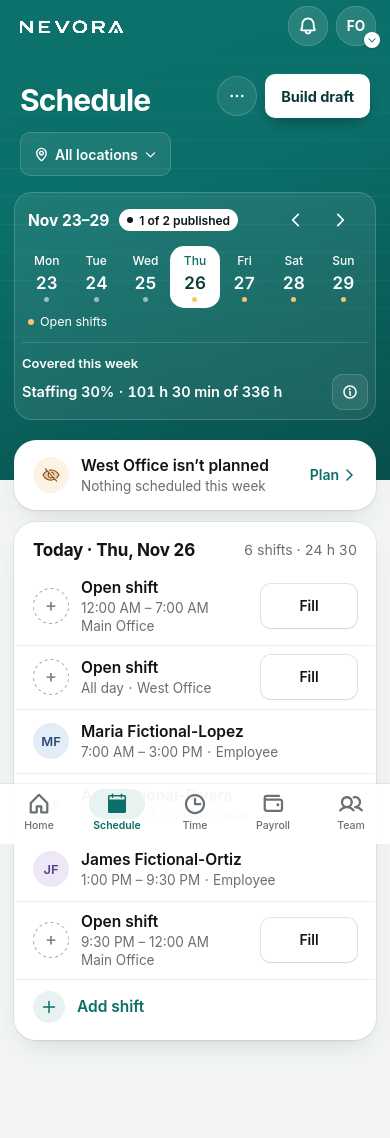 NEVORA
FO
Schedule
Build draft
All locations
Nov 23–29
1 of 2 published
Mon Tue Wed Thu Fri Sat Sun
23 24 25 26 27 28 29
Open shifts
Covered this week
Staffing 30% · 101 h 30 min of 336 h
West Office isn’t planned
Nothing scheduled this week
Plan
Today · Thu, Nov 26
6 shifts · 24 h 30
Open shift
12:00 AM – 7:00 AM
Main Office
Fill
Open shift
All day · West Office
Fill
MF
Maria Fictional-Lopez
7:00 AM – 3:00 PM · Employee
Home Schedule Time Payroll Team
JF
James Fictional-Ortiz
1:00 PM – 9:30 PM · Employee
Open shift
9:30 PM – 12:00 AM
Main Office
Fill
Add shift